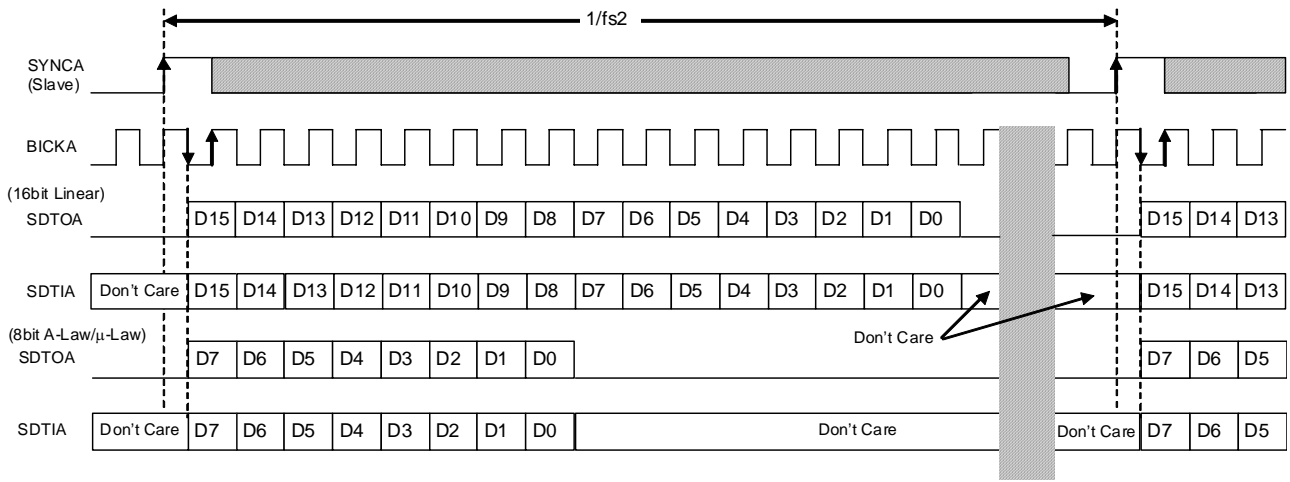 1/fs2
SYNCA
(Slave)
BICKA
(16bit Linear)
SDTOA D15 D14 D13 D12 D11 D10 D9 D8 D7 D6 D5 D4 D3 D2 D1 D0 D15 D14 D13
SDTIA Don't Care D15 D14 D13 D12 D11 D10 D9 D8 D7 D6 D5 D4 D3 D2 D1 D0 D15 D14 D13
Don't Care
(8bit A-Law/μ-Law)
SDTOA D7 D6 D5 D4 D3 D2 D1 D0 D7 D6 D5
SDTIA Don't Care D7 D6 D5 D4 D3 D2 D1 D0 Don't Care Don't Care D7 D6 D5